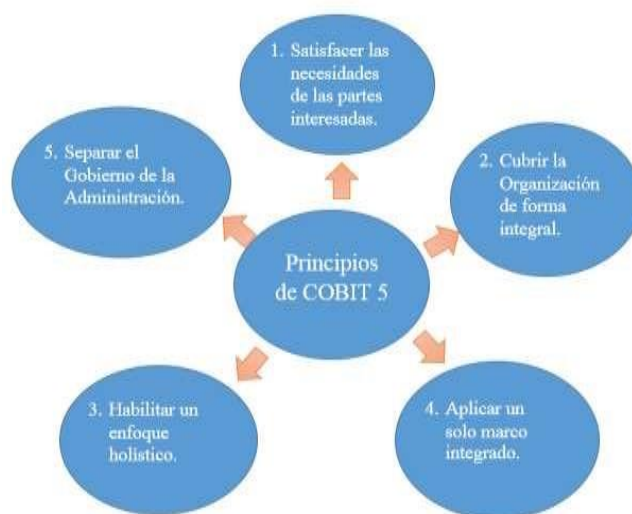 1. Satisfacer las
necesidades
de las partes
interesadas.
5. Separar el
Gobierno de la
Administración.
2. Cubrir la
Organización
de forma
integral.
Principios
de COBIT 5
3. Habilitar un
enfoque
holístico.
4. Aplicar un
solo marco
integrado.